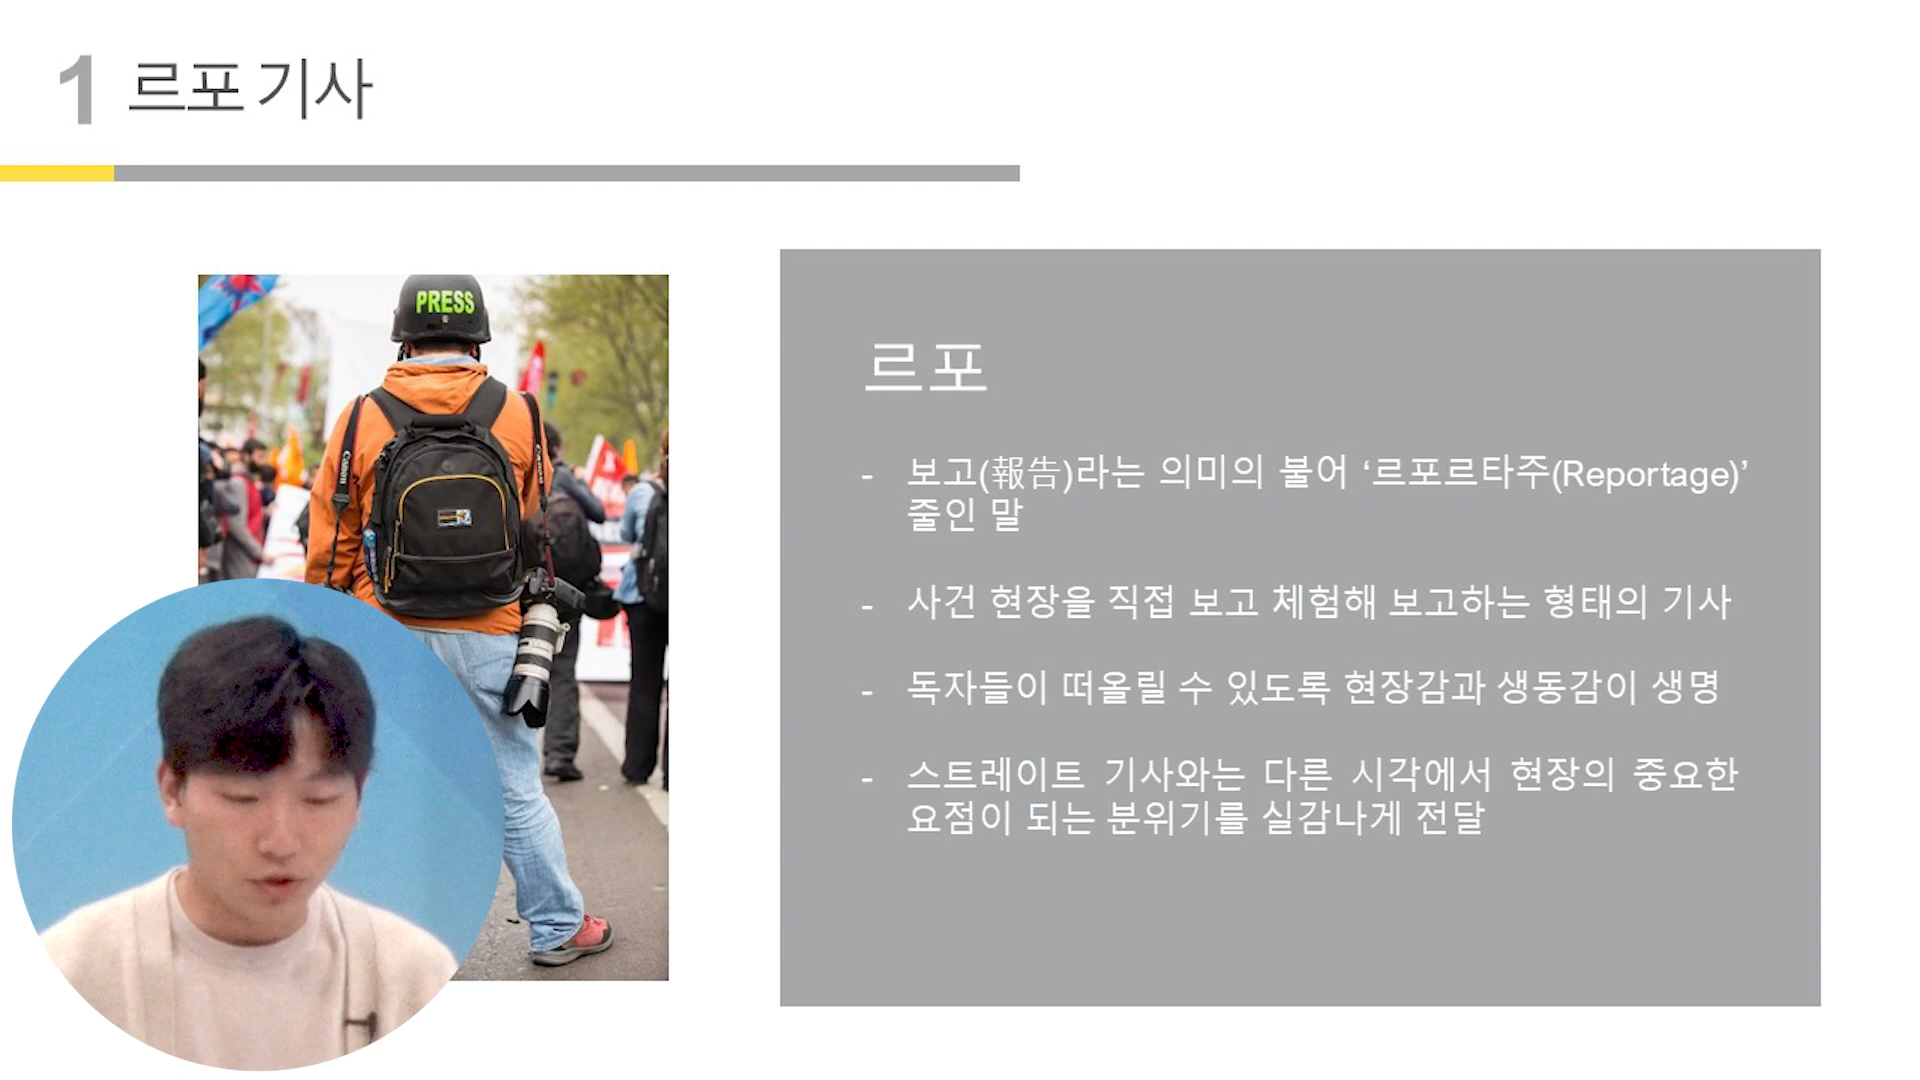 1 르포 기사
PRESS
르포
- 보고(報告)라는 의미의 불어 ‘르포르타주(Reportage)’
줄인 말
- 사건 현장을 직접 보고 체험해 보고하는 형태의 기사
- 독자들이 떠올릴 수 있도록 현장감과 생동감이 생명
- 스트레이트 기사와는 다른 시각에서 현장의 중요한
요점이 되는 분위기를 실감나게 전달
Canon